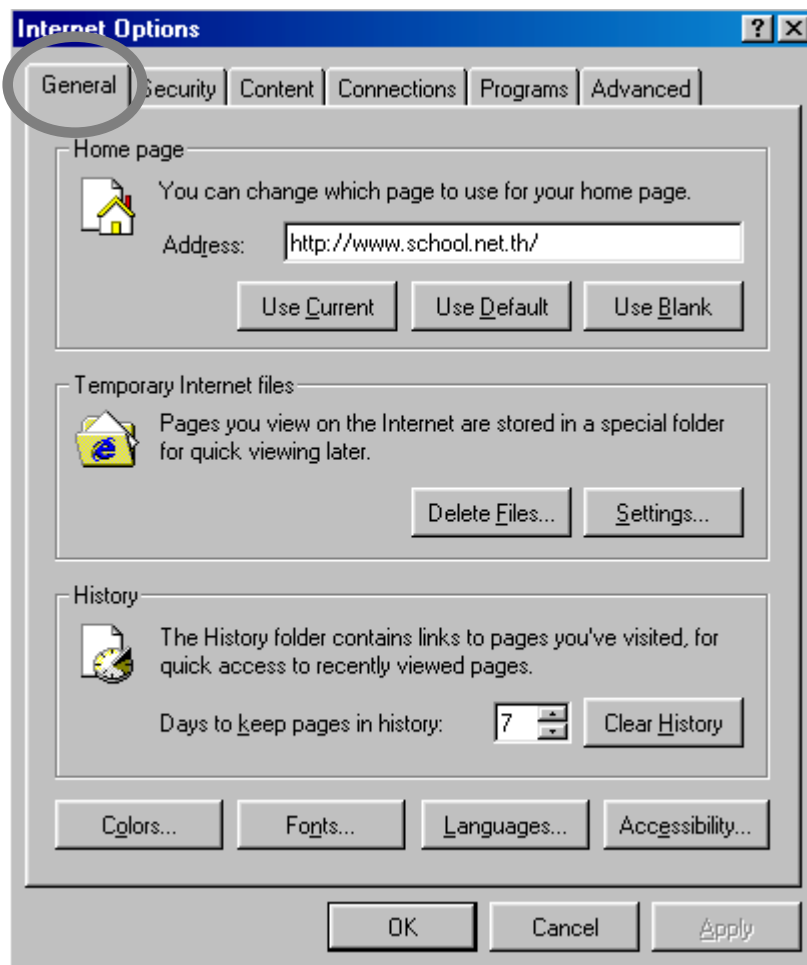 Internet Options
General Security Content Connections Programs Advanced
Home page
You can change which page to use for your home page.
Address: http://www.school.net.th/
Use Current Use Default Use Blank
Temporary Internet files
Pages you view on the Internet are stored in a special folder
for quick viewing later.
Delete Files... Settings...
History
The History folder contains links to pages you've visited, for
quick access to recently viewed pages.
Days to keep pages in history: 7 Clear History
Colors... Fonts... Languages... Accessibility...
OK Cancel Apply